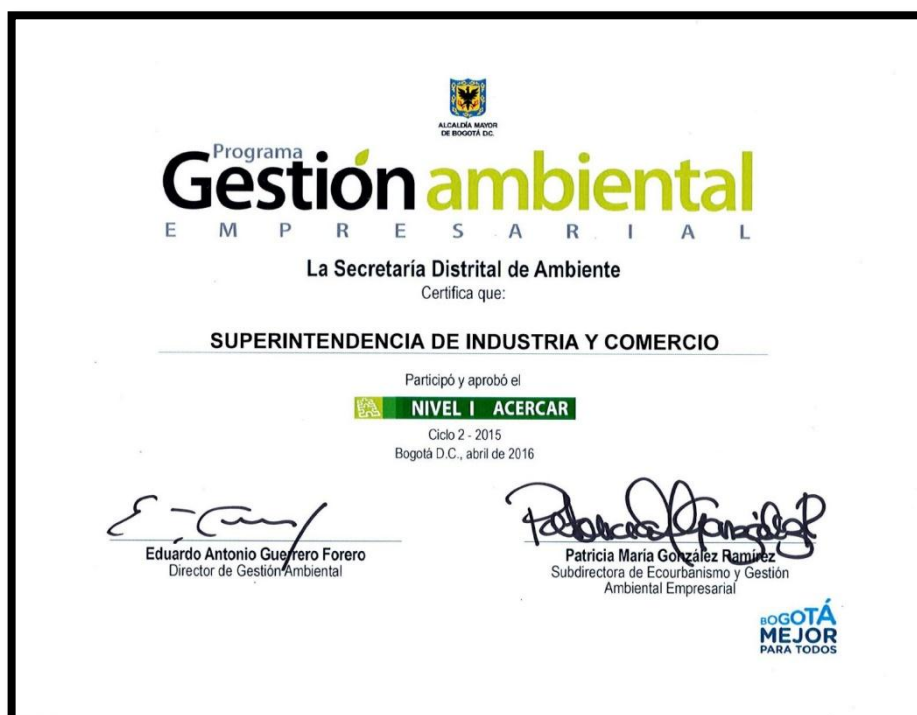 ALCALDÍA MAYOR
DE BOGOTÁ D.C.
Programa
Gestión ambiental
EMPRESARIAL
La Secretaría Distrital de Ambiente
Certifica que:
SUPERINTENDENCIA DE INDUSTRIA Y COMERCIO
Participó y aprobó el
NIVEL I ACERCAR
Ciclo 2 - 2015
Bogotá D.C., abril de 2016
Eduardo Antonio Guerrero Forero
Director de Gestión Ambiental
Patricia María González Ramírez
Subdirectora de Ecourbanismo y Gestión
Ambiental Empresarial
BOGOTÁ
MEJOR
PARA TODOS